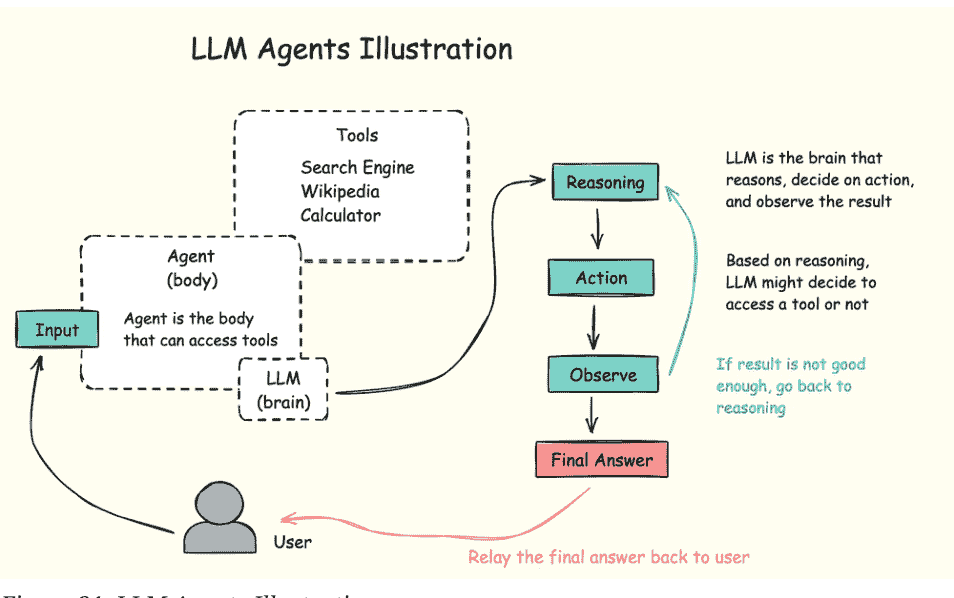 LLM Agents Illustration
Tools
Search Engine
Wikipedia
Calculator
Agent
(body)
Agent is the body
that can access tools
Input
LLM
(brain)
User
Reasoning
Action
Observe
Final Answer
LLM is the brain that
reasons, decide on action,
and observe the result
Based on reasoning,
LLM might decide to
access a tool or not
If result is not good
enough, go back to
reasoning
Relay the final answer back to user
LLM Agents